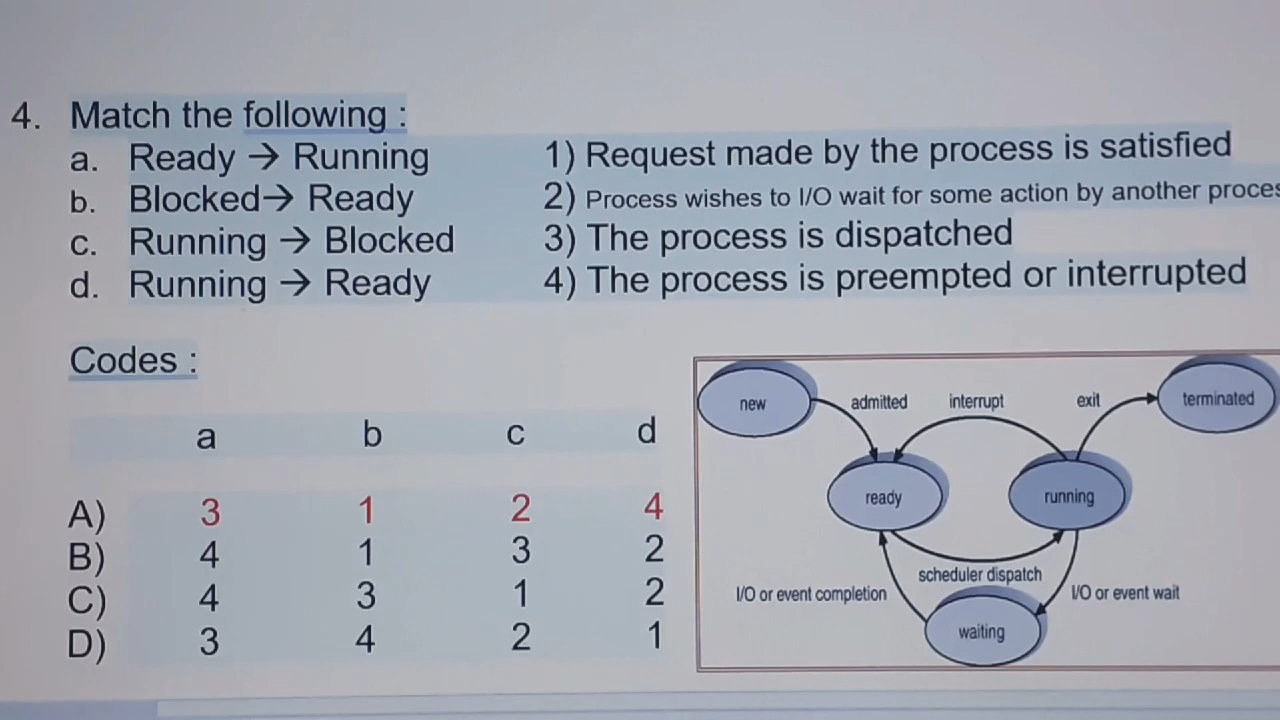 4. Match the following :
a. Ready → Running 1) Request made by the process is satisfied
b. Blocked→ Ready 2) Process wishes to I/O wait for some action by another
c. Running → Blocked 3) The process is dispatched
d. Running → Ready 4) The process is preempted or interrupted
Codes :
a b c d
A) 3 1 2 4
B) 4 1 3 2
C) 4 3 1 2
D) 3 4 2 1
new admitted interrupt exit terminated
ready running
scheduler dispatch
I/O or event completion I/O or event wait
waiting